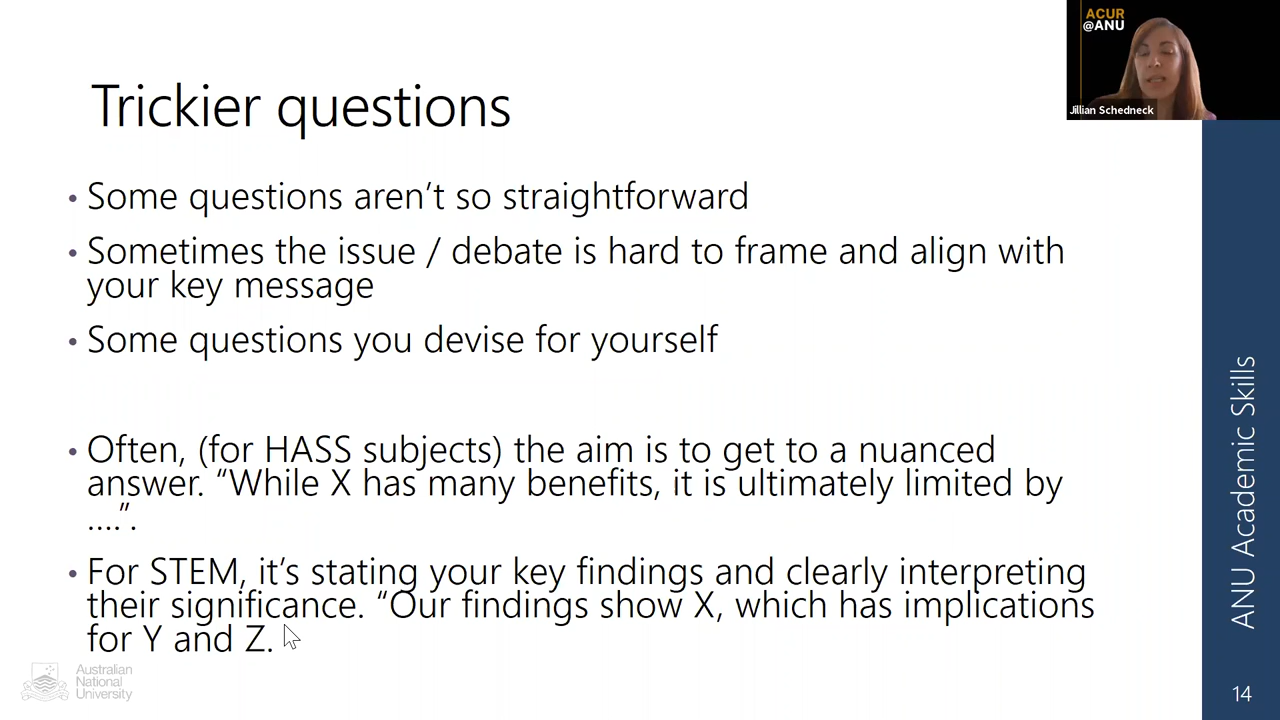 ACUR
@ANU
Jillian Schedneck
Trickier questions
• Some questions aren’t so straightforward
• Sometimes the issue / debate is hard to frame and align with
your key message
• Some questions you devise for yourself
• Often, (for HASS subjects) the aim is to get to a nuanced
answer. “While X has many benefits, it is ultimately limited by
....”.
• For STEM, it’s stating your key findings and clearly interpreting
their significance. “Our findings show X, which has implications
for Y and Z.
ANU Academic Skills
Australian
National
University
14